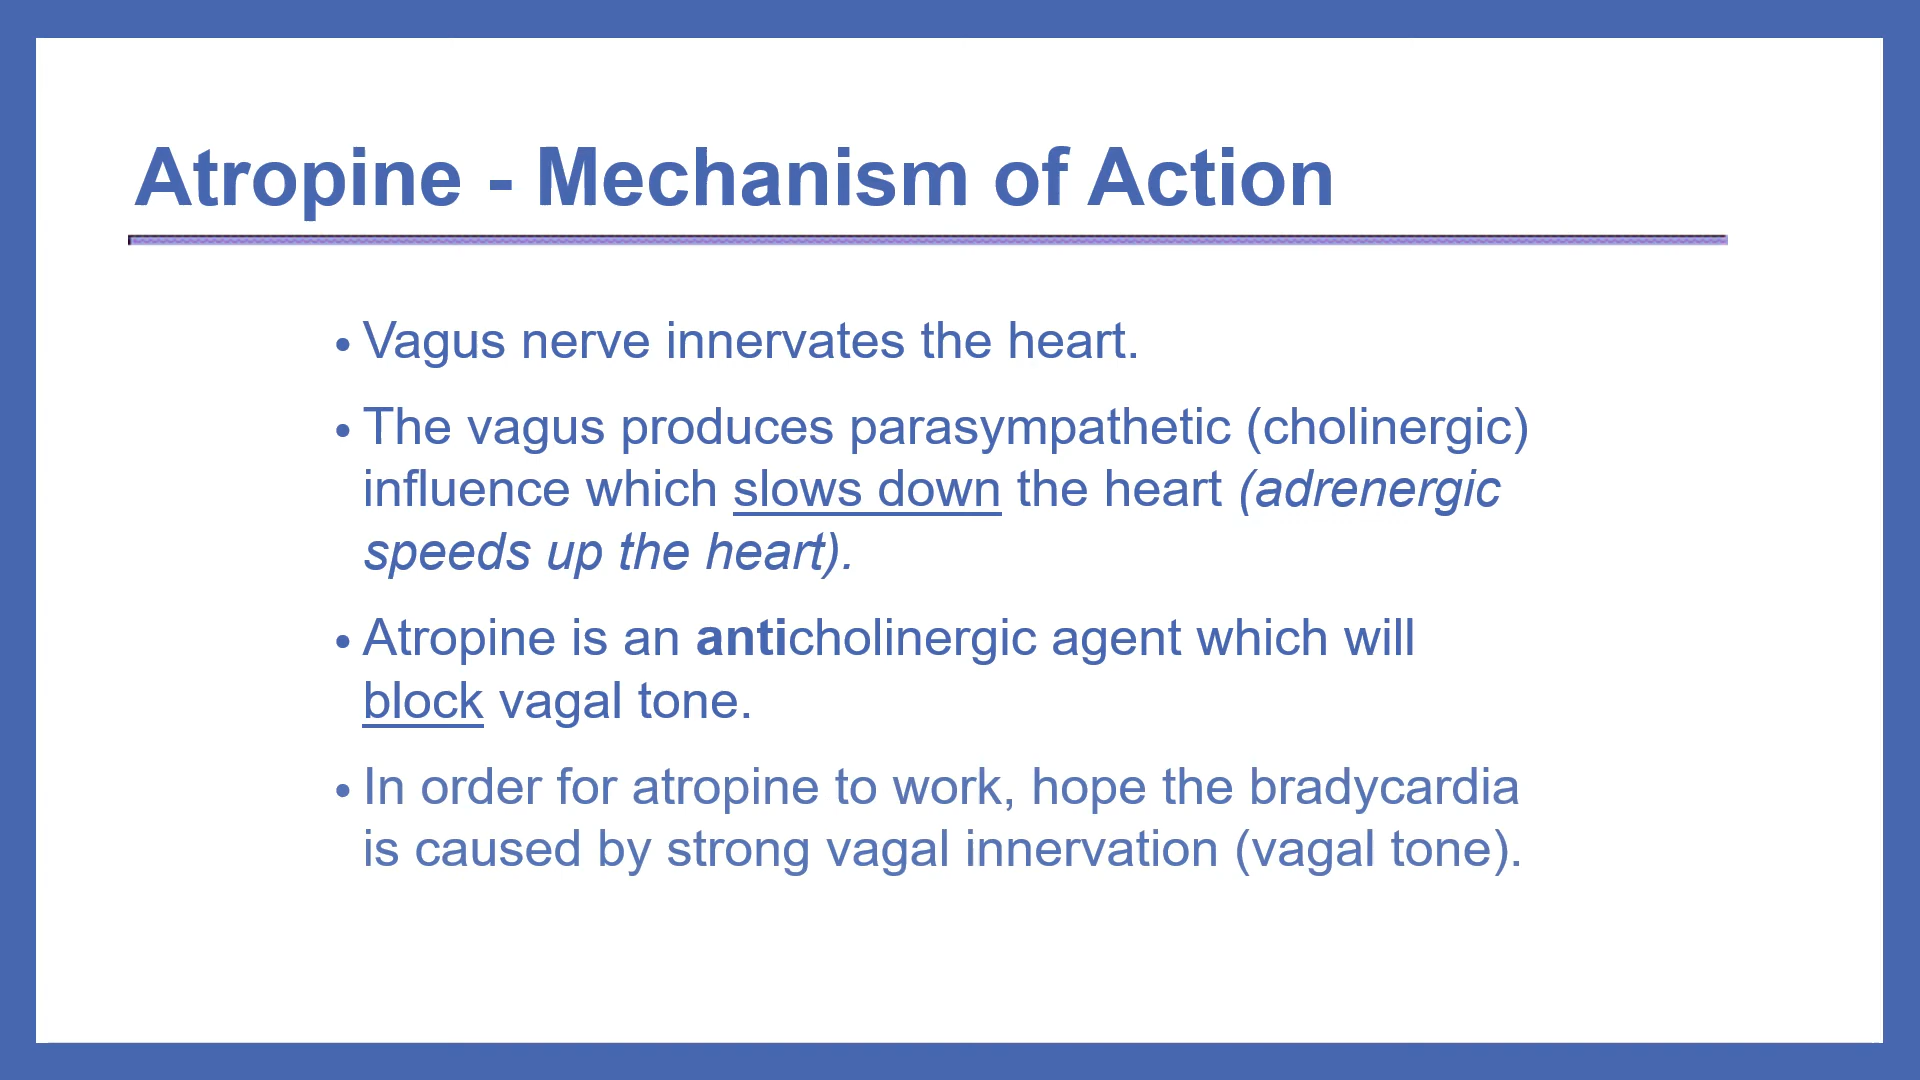 Atropine - Mechanism of Action
• Vagus nerve innervates the heart.
• The vagus produces parasympathetic (cholinergic)
influence which slows down the heart (adrenergic
speeds up the heart).
• Atropine is an anticholinergic agent which will
block vagal tone.
• In order for atropine to work, hope the bradycardia
is caused by strong vagal innervation (vagal tone).